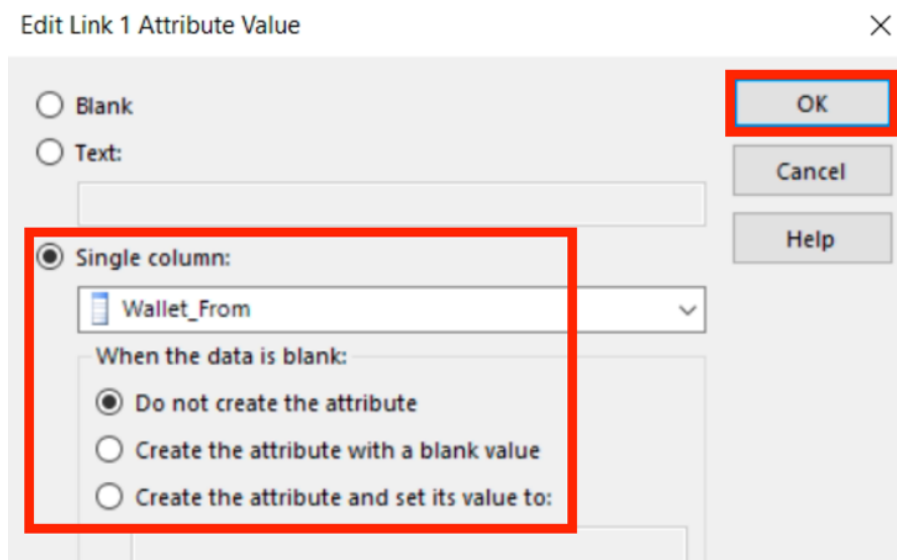 Edit Link 1 Attribute Value
Blank
OK
Text:
Cancel
Help
Single column:
Wallet_From
When the data is blank:
Do not create the attribute
Create the attribute with a blank value
Create the attribute and set its value to: